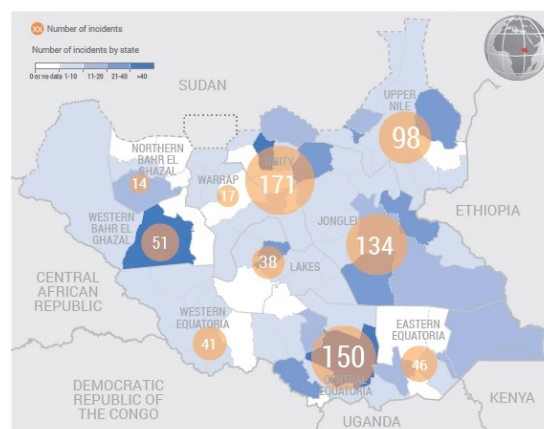 XX Number of incidents
Number of incidents by state
0 or no data 1-10 11-20 21-40 >40
SUDAN
UPPER
NILE
98
NORTHERN
BAHR EL
GHAZAL
14
WARRAP
17
UNITY
171
WESTERN
BAHR EL
GHAZAL
51
JONGLEI
134
ETHIOPIA
38
LAKES
CENTRAL
AFRICAN
REPUBLIC
WESTERN
EQUATORIA
41
150
CENTRAL
EQUATORIA
EASTERN
EQUATORIA
46
DEMOCRATIC
REPUBLIC OF
THE CONGO
UGANDA
KENYA